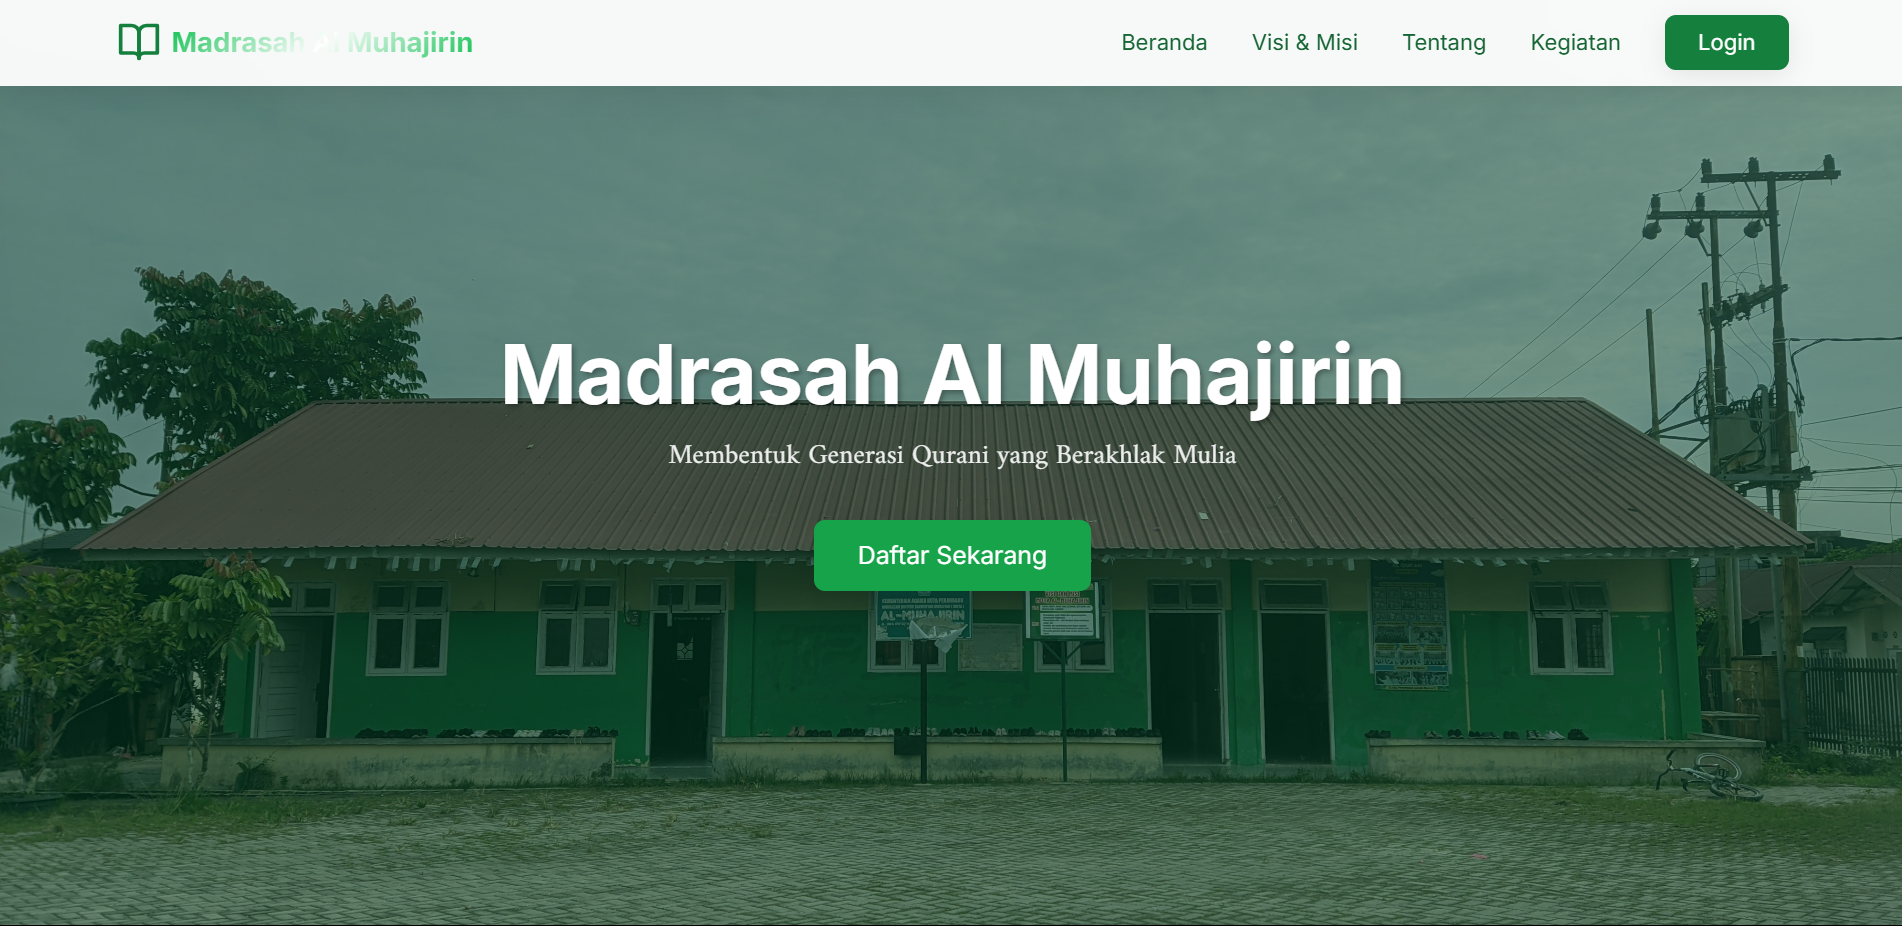 Madrasah Al Muhajirin
Beranda
Visi & Misi
Tentang
Kegiatan
Login
Madrasah Al Muhajirin
Membentuk Generasi Qurani yang Berakhlak Mulia
Daftar Sekarang
AL-MUHAJIRIN